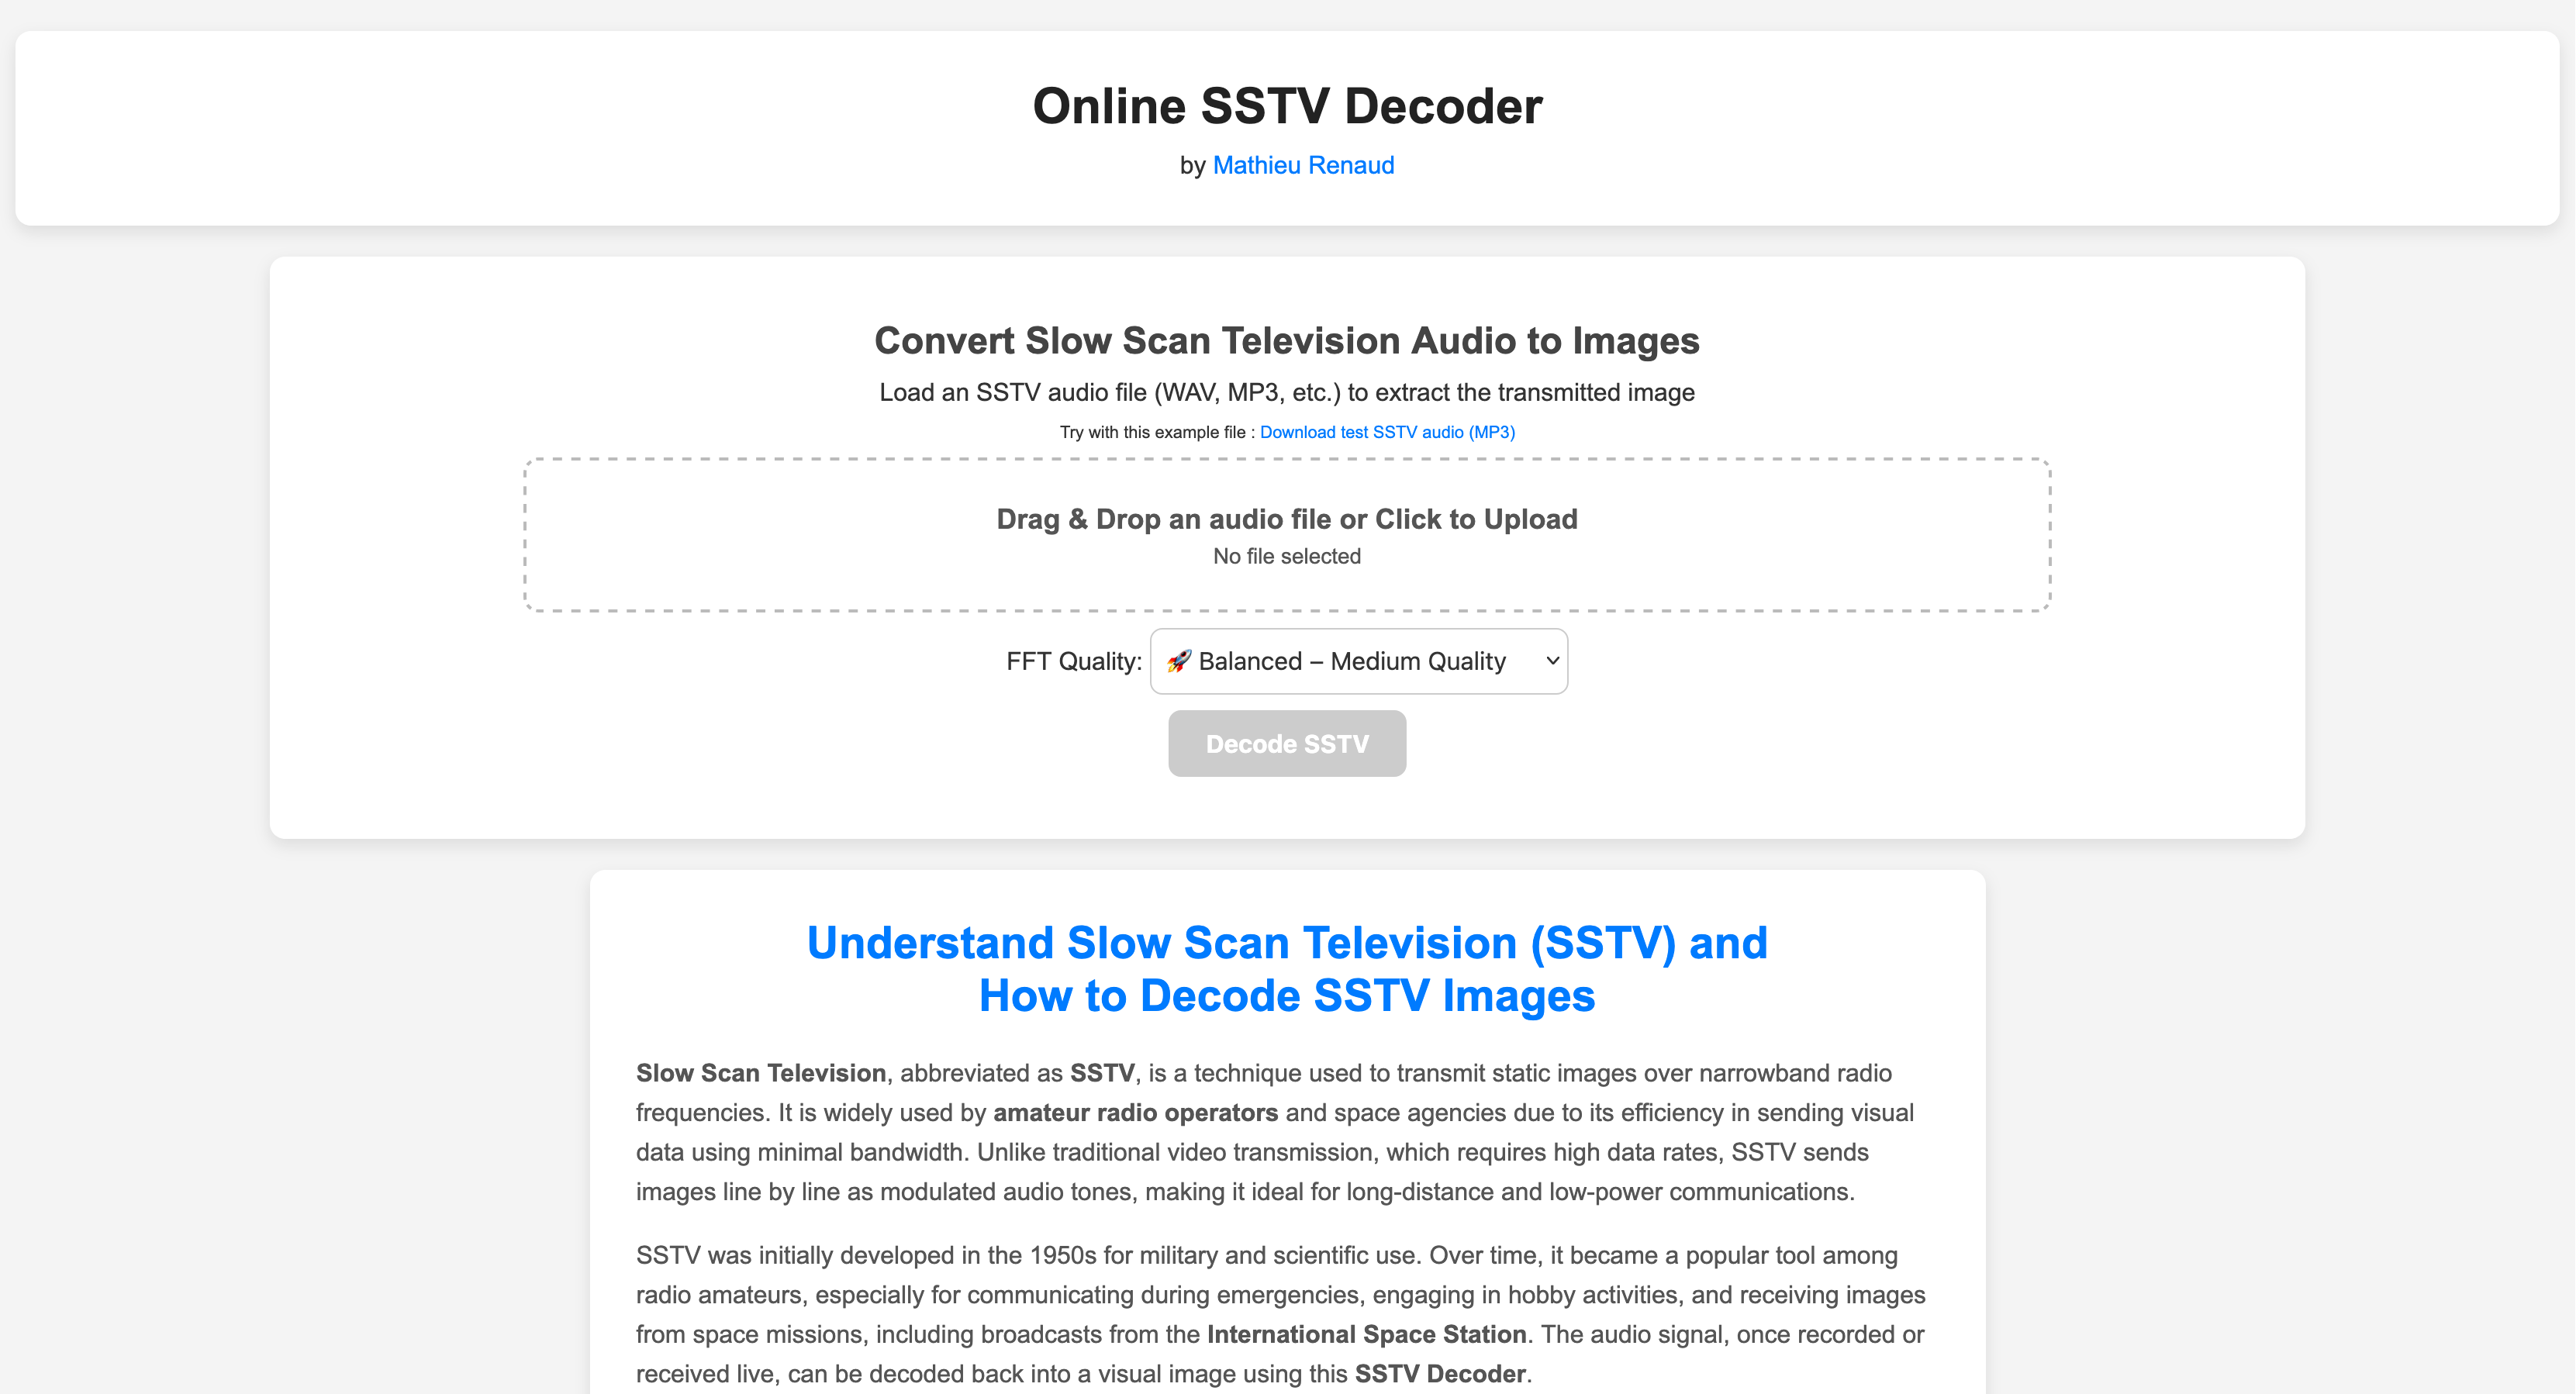 Online SSTV Decoder
by Mathieu Renaud
Convert Slow Scan Television Audio to Images
Load an SSTV audio file (WAV, MP3, etc.) to extract the transmitted image
Try with this example file : Download test SSTV audio (MP3)
Drag & Drop an audio file or Click to Upload
No file selected
FFT Quality: 🚀 Balanced – Medium Quality
Decode SSTV
Understand Slow Scan Television (SSTV) and
How to Decode SSTV Images
Slow Scan Television, abbreviated as SSTV, is a technique used to transmit static images over narrowband radio
frequencies. It is widely used by amateur radio operators and space agencies due to its efficiency in sending visual
data using minimal bandwidth. Unlike traditional video transmission, which requires high data rates, SSTV sends
images line by line as modulated audio tones, making it ideal for long-distance and low-power communications.
SSTV was initially developed in the 1950s for military and scientific use. Over time, it became a popular tool among
radio amateurs, especially for communicating during emergencies, engaging in hobby activities, and receiving images
from space missions, including broadcasts from the International Space Station. The audio signal, once recorded or
received live, can be decoded back into a visual image using this SSTV Decoder.